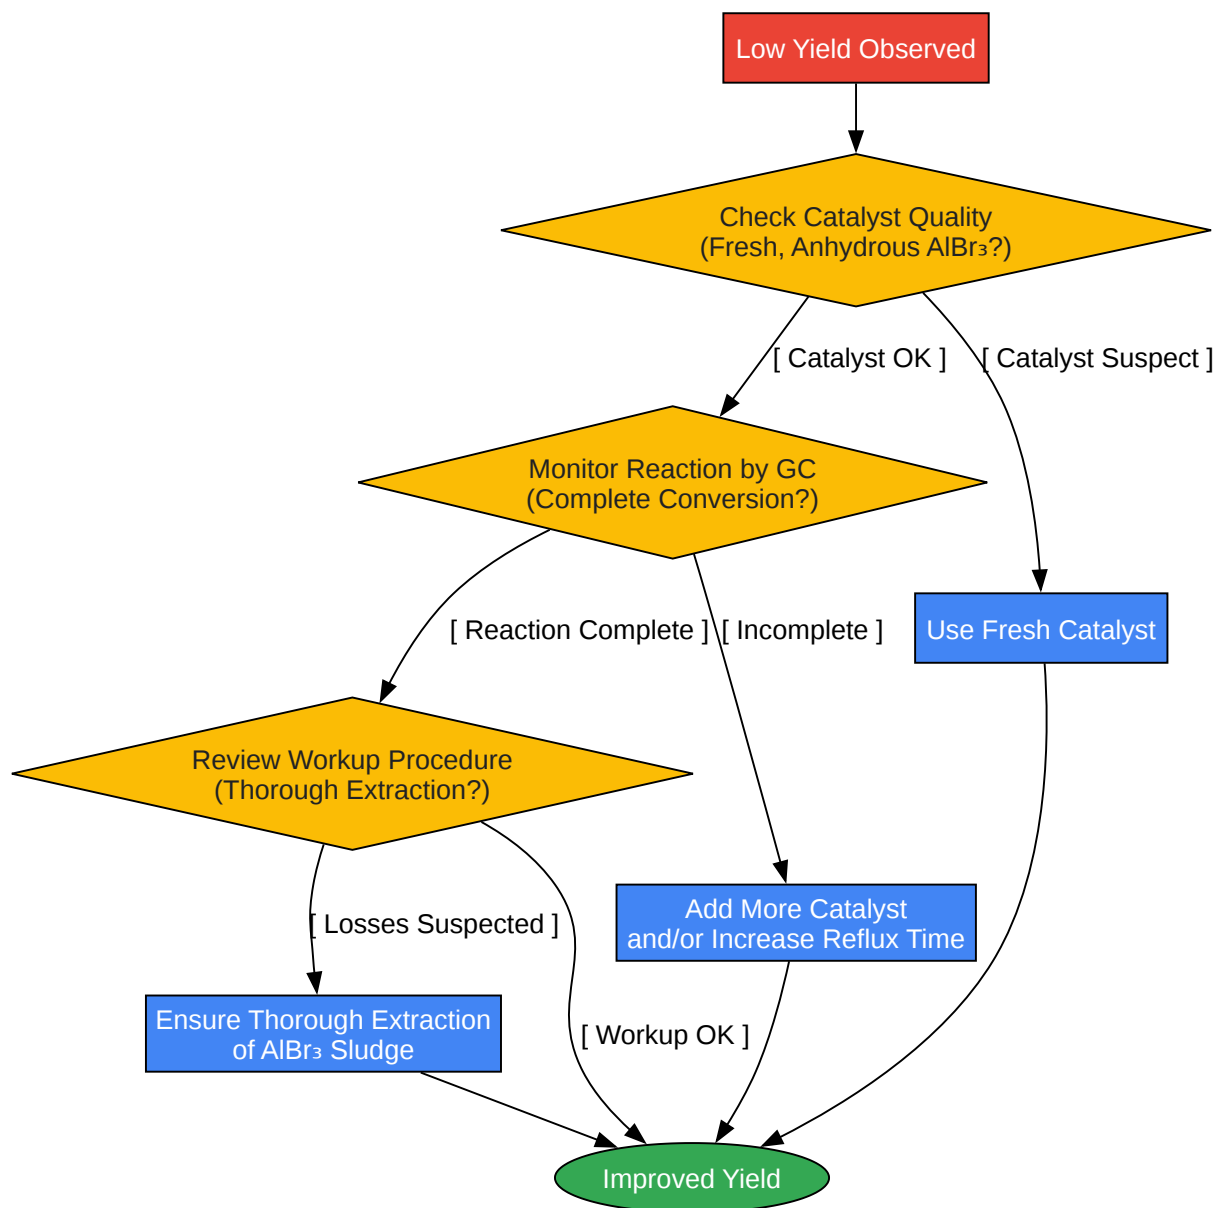 Low Yield Observed
Check Catalyst Quality
(Fresh, Anhydrous AlBr₃?)
[ Catalyst OK ]
[ Catalyst Suspect ]
Monitor Reaction by GC
(Complete Conversion?)
[ Reaction Complete ]
[ Incomplete ]
Use Fresh Catalyst
Review Workup Procedure
(Thorough Extraction?)
[ Losses Suspected ]
Add More Catalyst
and/or Increase Reflux Time
Ensure Thorough Extraction
of AlBr₃ Sludge
[ Workup OK ]
Improved Yield